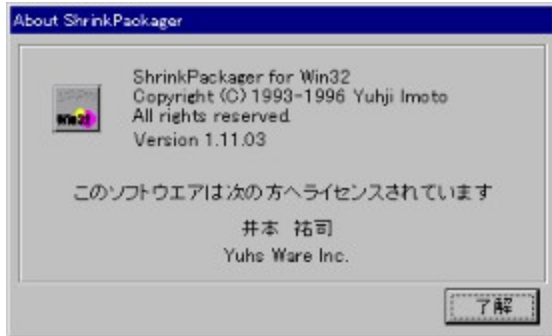 About ShrinkPackager
Win32
ShrinkPackager for Win32
Copyright (C) 1993-1996 Yuhji Imoto
All rights reserved.
Version 1.11.03
このソフトウエアは次の方へライセンスされています
井本 祐司
Yuhs Ware Inc.
了解